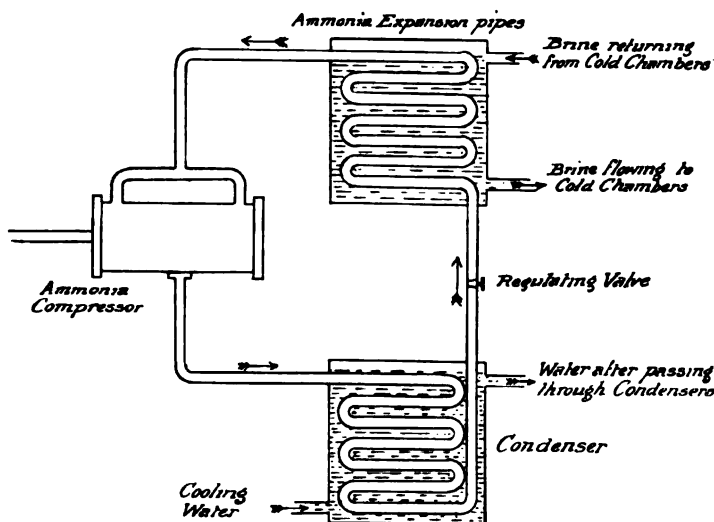 Ammonia Expansion pipes
Brine returning
from Cold Chambers
Brine flowing to
Cold Chambers
Ammonia
Compressor
Regulating Valve
Water after passing
through Condensers
Condenser
Cooling
Water